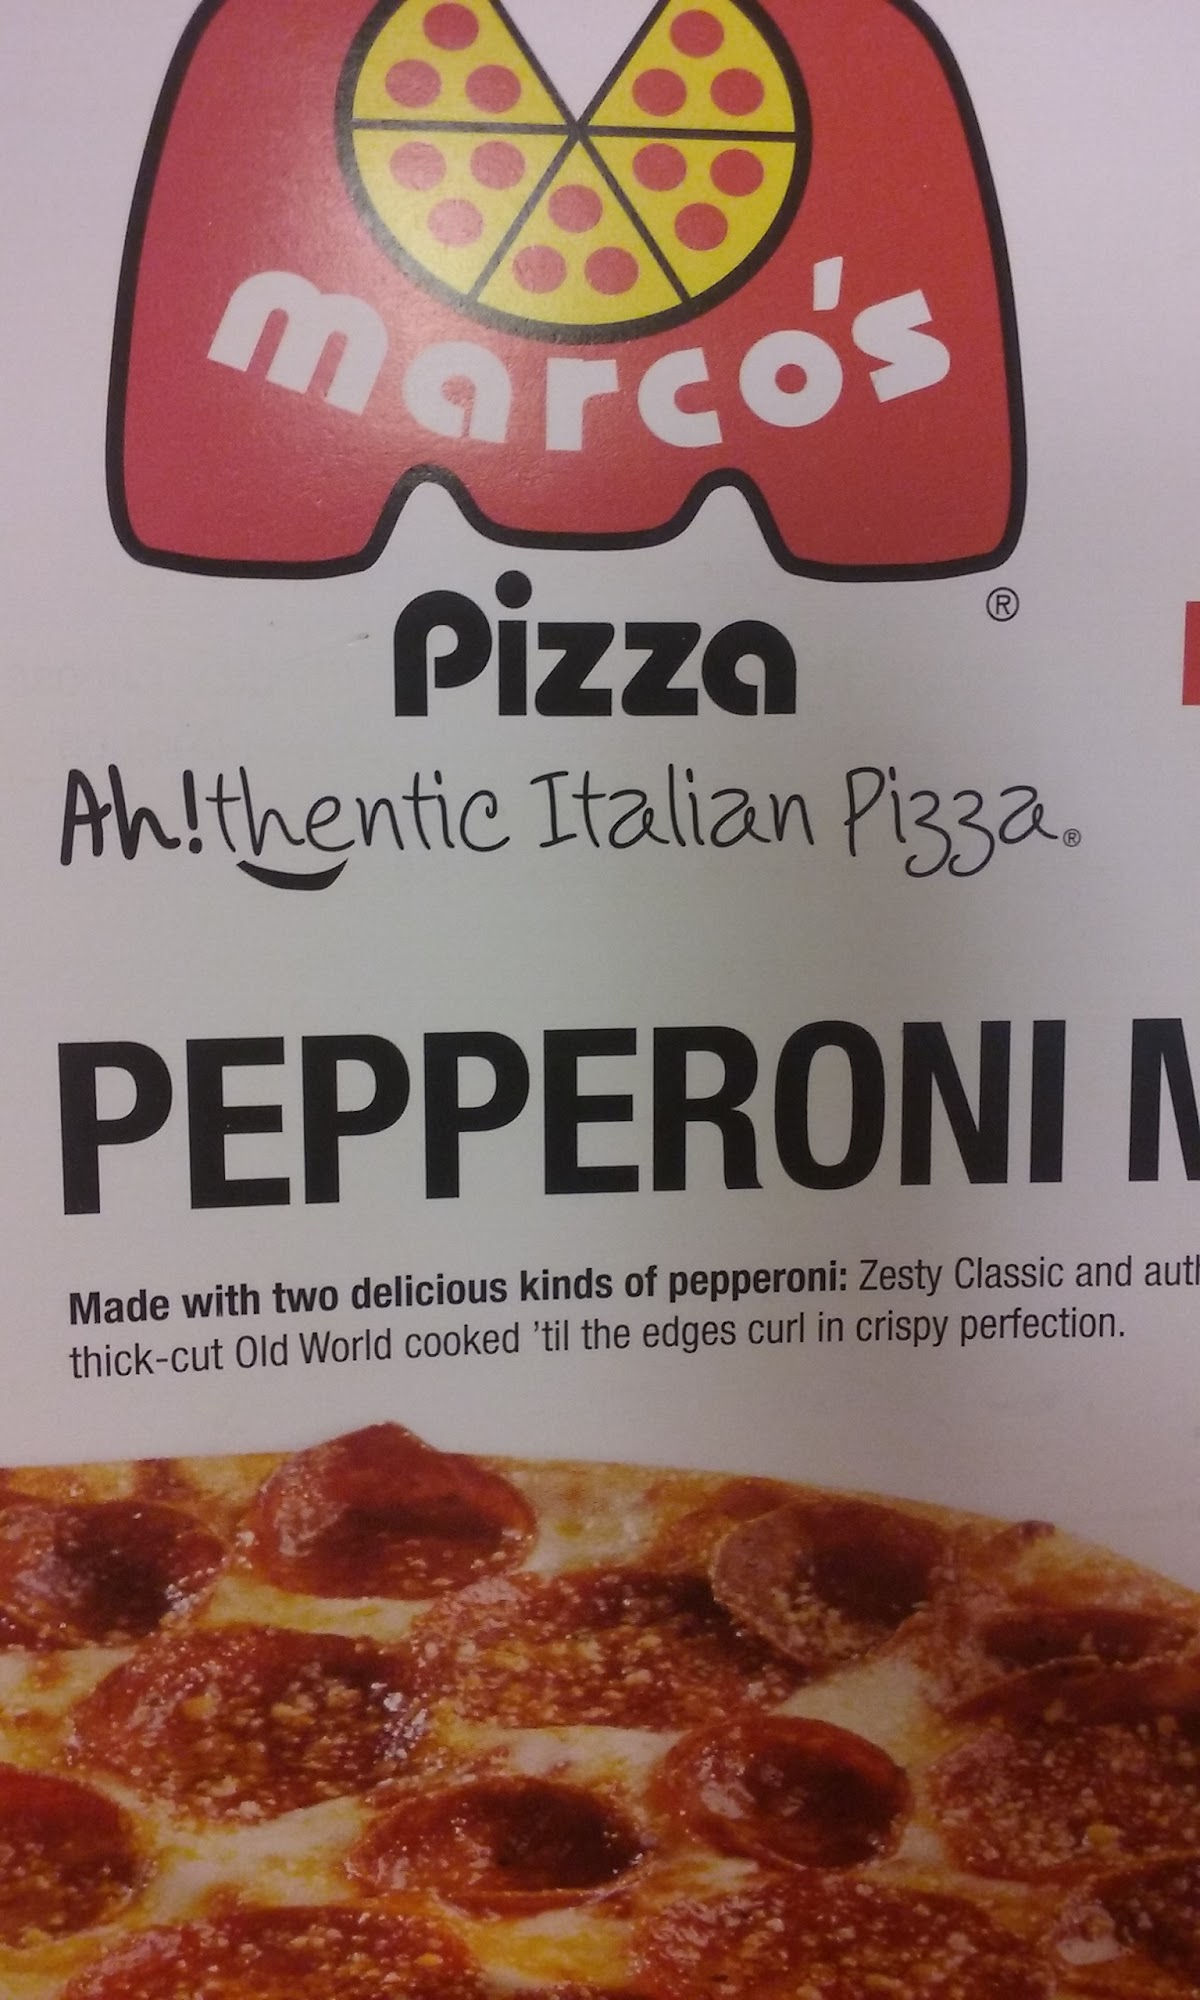 marco's
Pizza ®
Ah!thentic Italian Pizza®
PEPPERONI
Made with two delicious kinds of pepperoni: Zesty Classic and
thick-cut Old World cooked 'til the edges curl in crispy perfection.